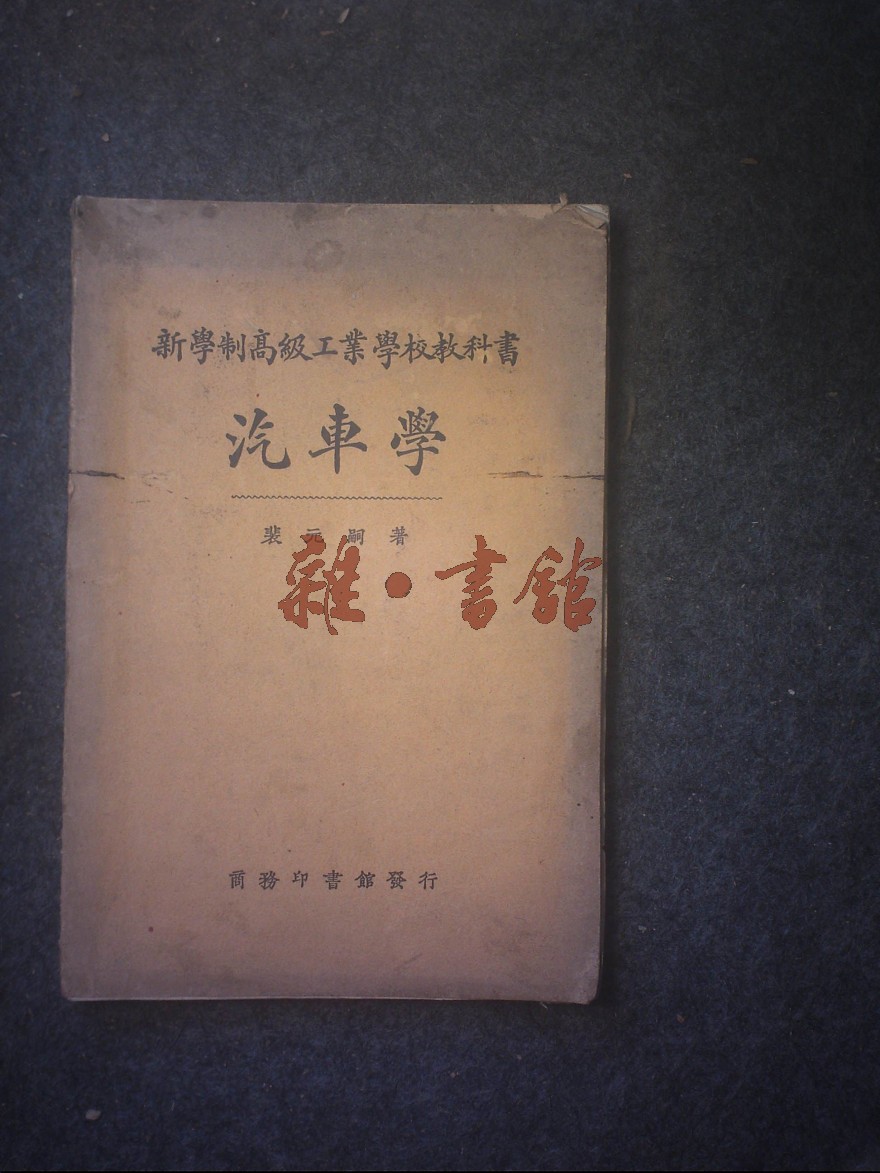 新學制高級工業學校教科書
汽車學
裴元嗣著
雜·書館
商務印書館發行